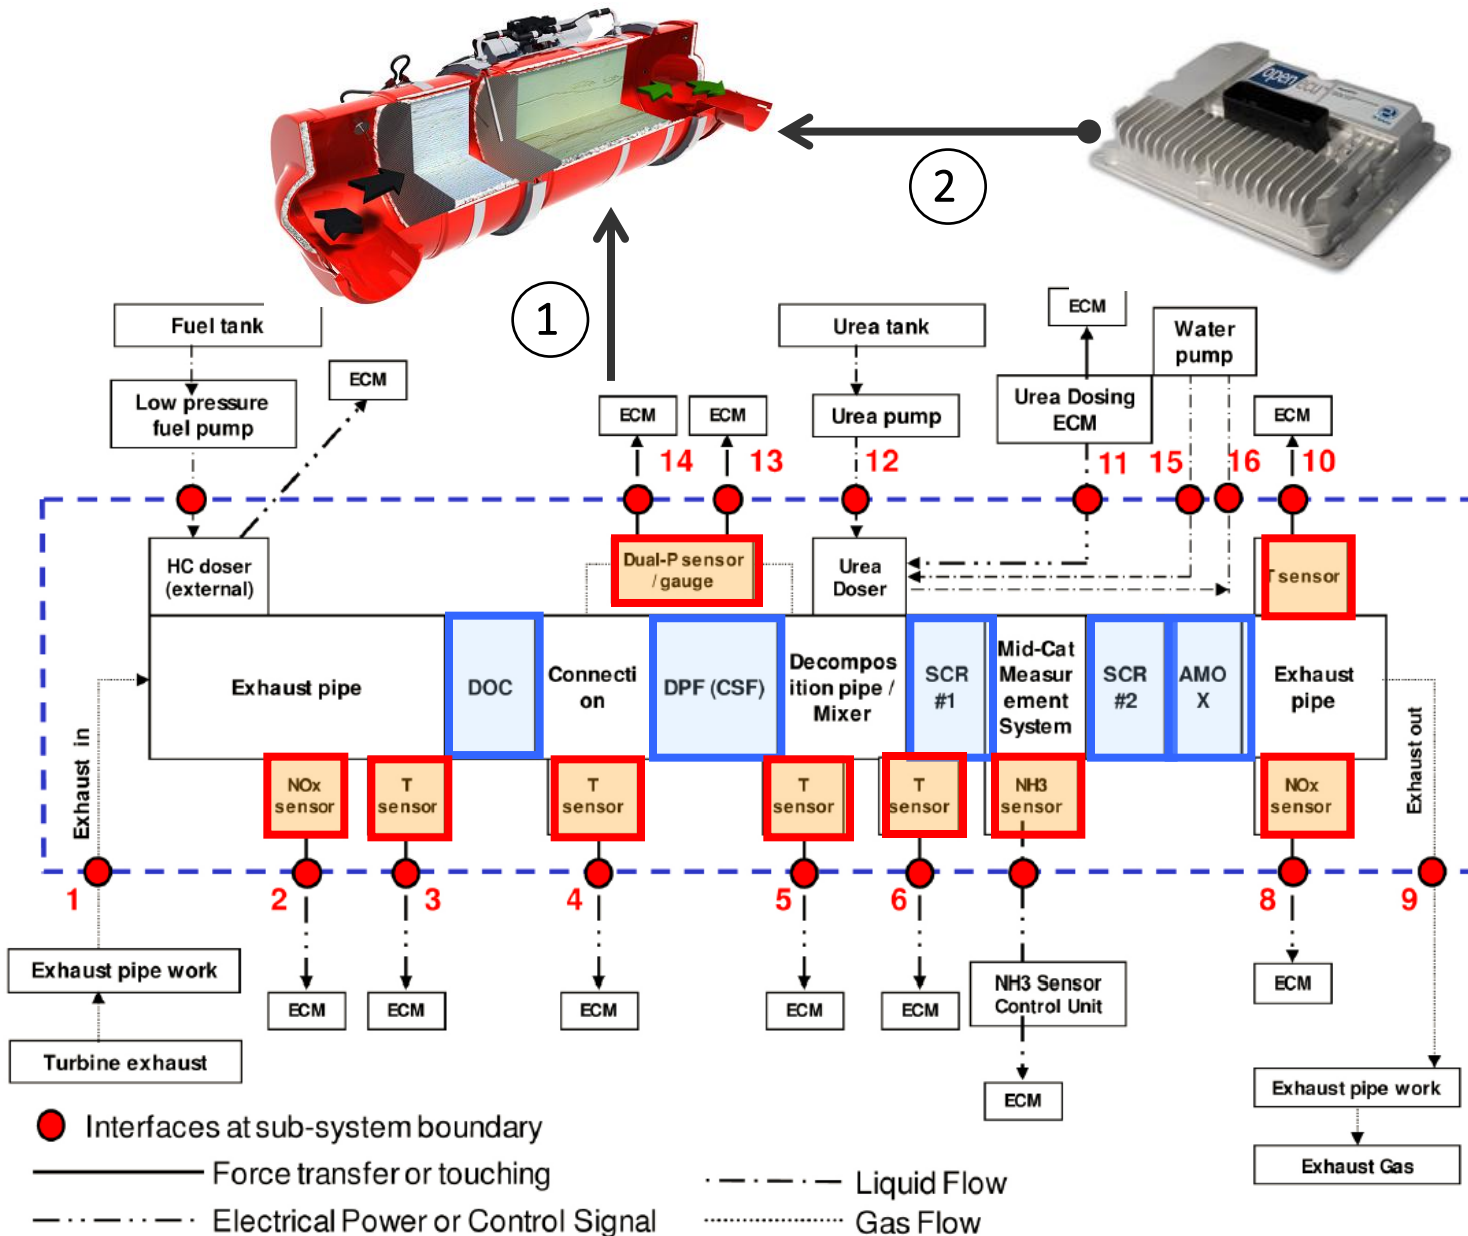 open
ecu
2
1
Fuel tank
ECM
Low pressure
fuel pump
ECM
ECM
Urea tank
Urea pump
ECM
Urea Dosing
ECM
Water
pump
ECM
14
13
12
11
15
16
10
HC doser
(external)
Dual-P sensor
/ gauge
Urea
Doser
T sensor
Exhaust pipe
DOC
Connecti
on
DPF (CSF)
Decompos
ition pipe /
Mixer
SCR
#1
Mid-Cat
Measur
ement
System
SCR
#2
AMO
X
Exhaust
pipe
Exhaust in
Exhaust out
NOx
sensor
T
sensor
T
sensor
T
sensor
T
sensor
NH3
sensor
NOx
sensor
1
2
3
4
5
6
8
9
Exhaust pipe work
Turbine exhaust
ECM
ECM
ECM
ECM
ECM
NH3 Sensor
Control Unit
ECM
ECM
Exhaust pipe work
Exhaust Gas
Interfaces at sub-system boundary
Force transfer or touching
Electrical Power or Control Signal
Liquid Flow
Gas Flow